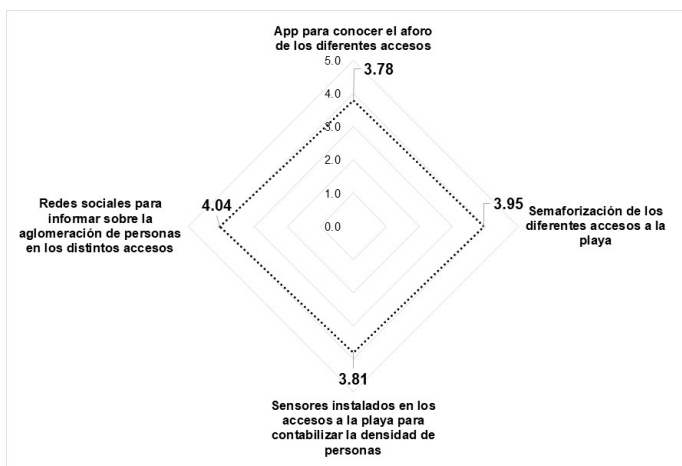 App para conocer el aforo
de los diferentes accesos
5.0
3.78
4.0
3.0
2.0
1.0
0.0
Redes sociales para
informar sobre la
aglomeración de personas
en los distintos accesos
4.04
3.95
Semaforización de los
diferentes accesos a la
playa
3.81
Sensores instalados en los
accesos a la playa para
contabilizar la densidad de
personas